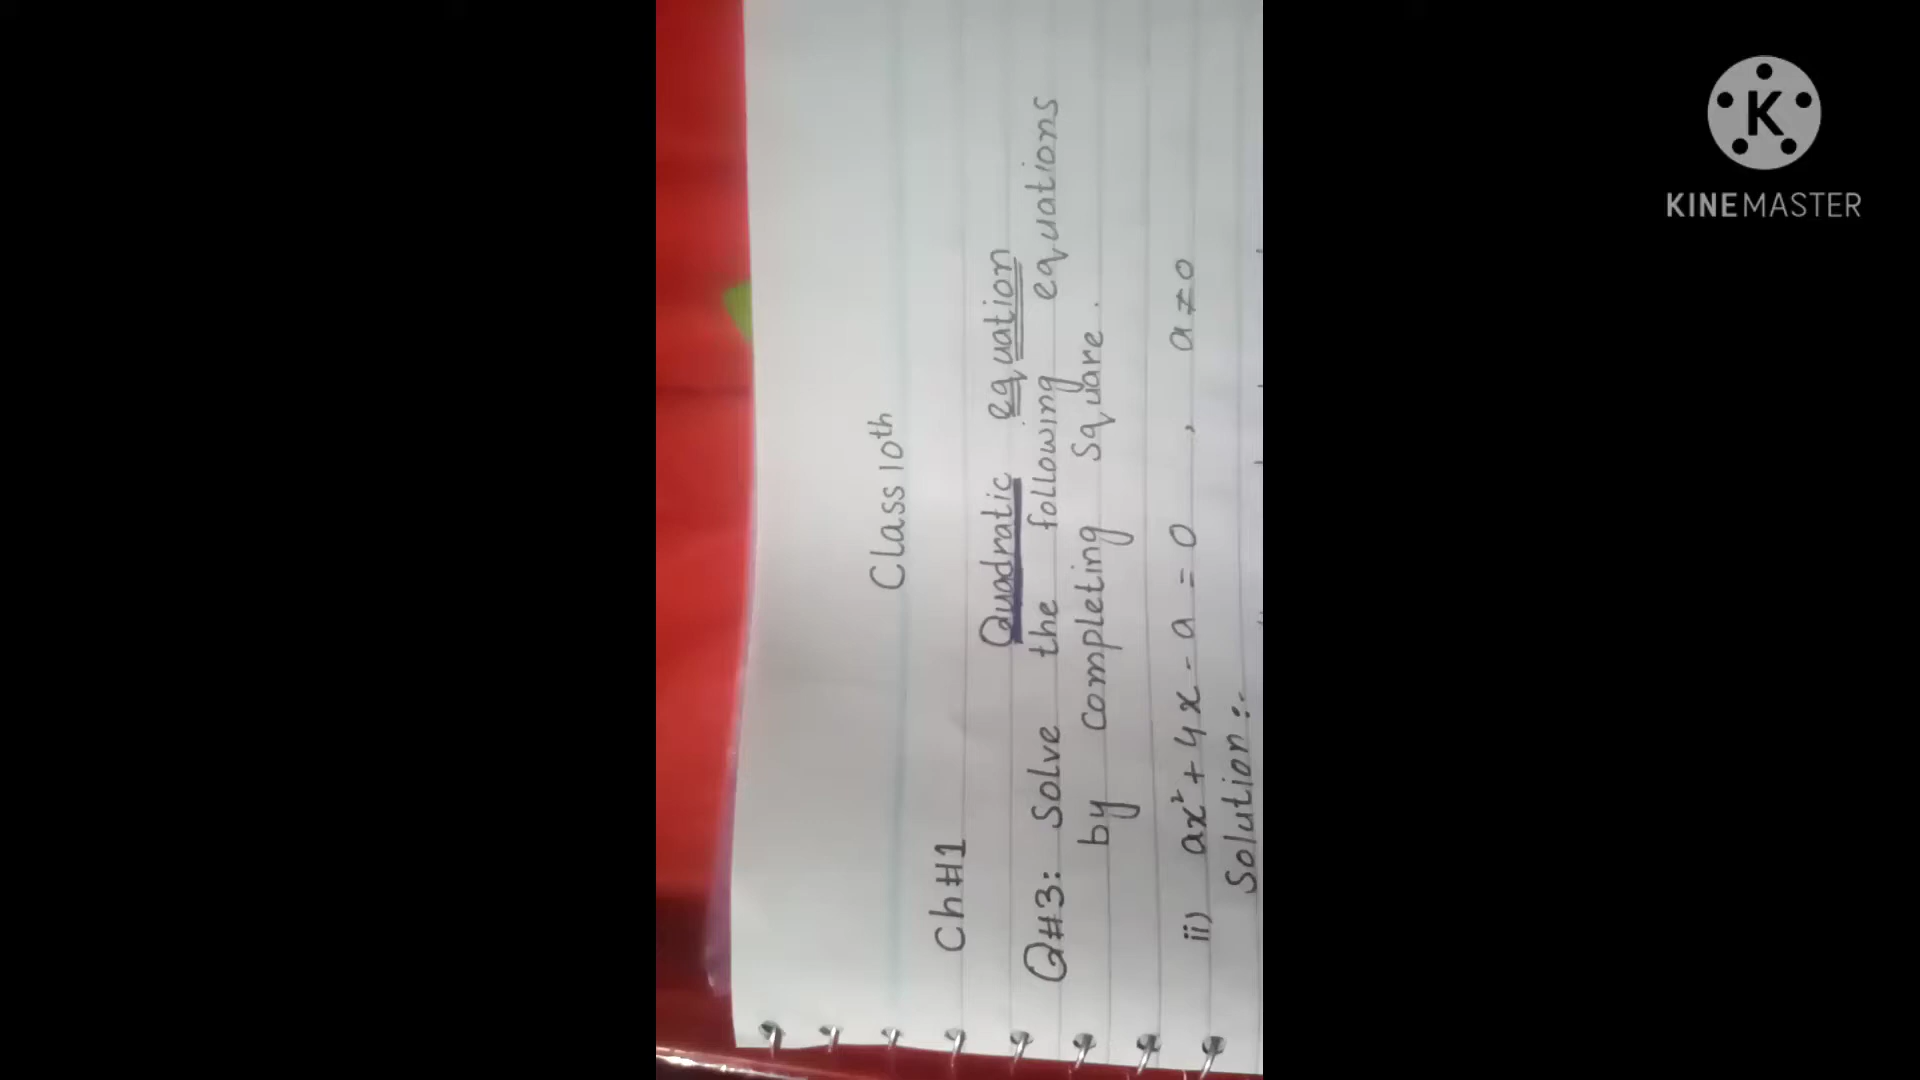 Class 10th
Ch#1
Quadratic equation
Q#3: Solve the following equations
by completing square.
ii) ax²+4x-a=0 , a≠0
Solution:-
K
KINEMASTER